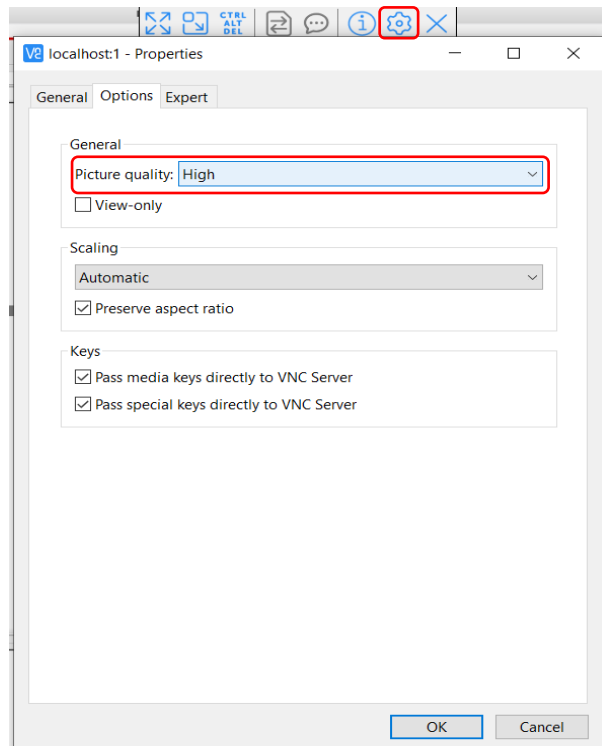 CTRL
ALT
DEL
V2 localhost:1 - Properties
General Options Expert
General
Picture quality: High
View-only
Scaling
Automatic
Preserve aspect ratio
Keys
Pass media keys directly to VNC Server
Pass special keys directly to VNC Server
OK Cancel